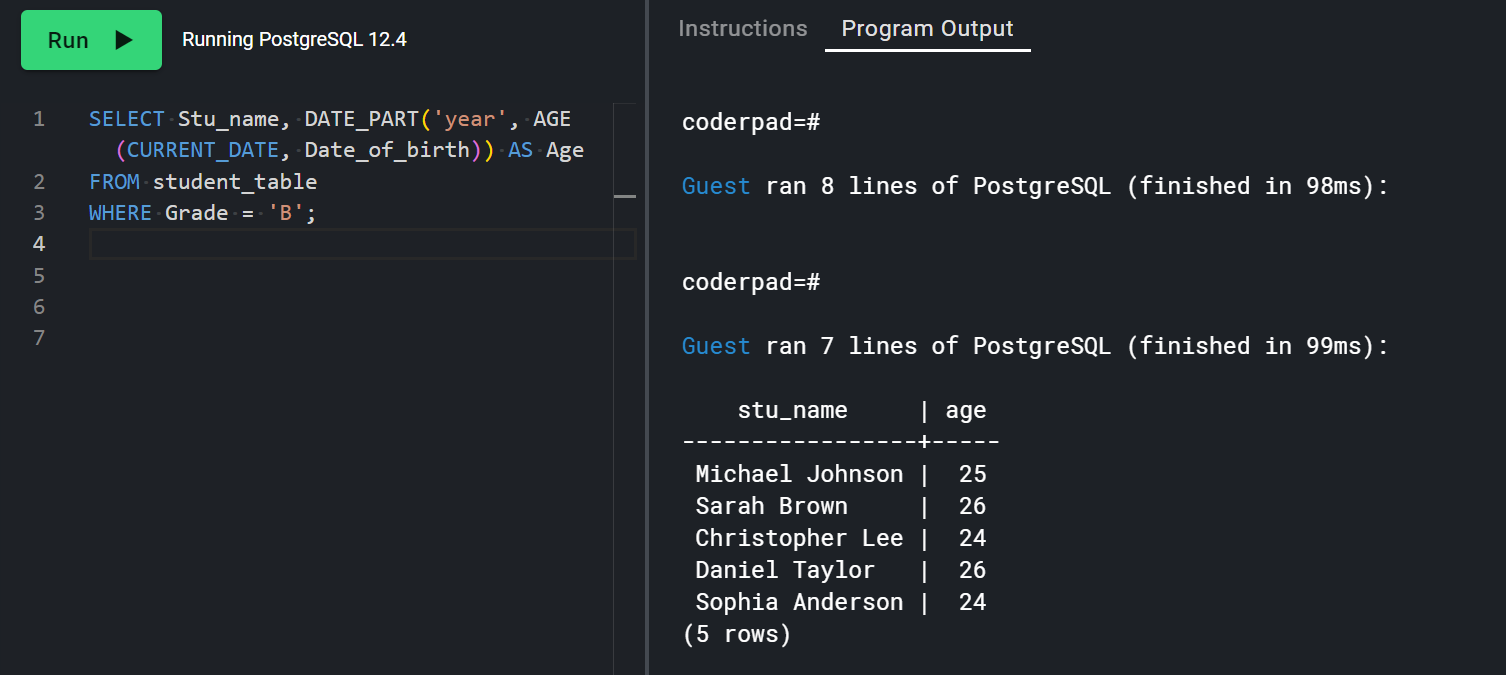 Run
Running PostgreSQL 12.4
1 SELECT Stu_name, DATE_PART('year', AGE
(CURRENT_DATE, Date_of_birth)) AS Age
2 FROM student_table
3 WHERE Grade = 'B';
4
5
6
7
Instructions
Program Output
coderpad=#
Guest ran 8 lines of PostgreSQL (finished in 98ms):
coderpad=#
Guest ran 7 lines of PostgreSQL (finished in 99ms):
stu_name | age
-----------------+-----
Michael Johnson | 25
Sarah Brown | 26
Christopher Lee | 24
Daniel Taylor | 26
Sophia Anderson | 24
(5 rows)